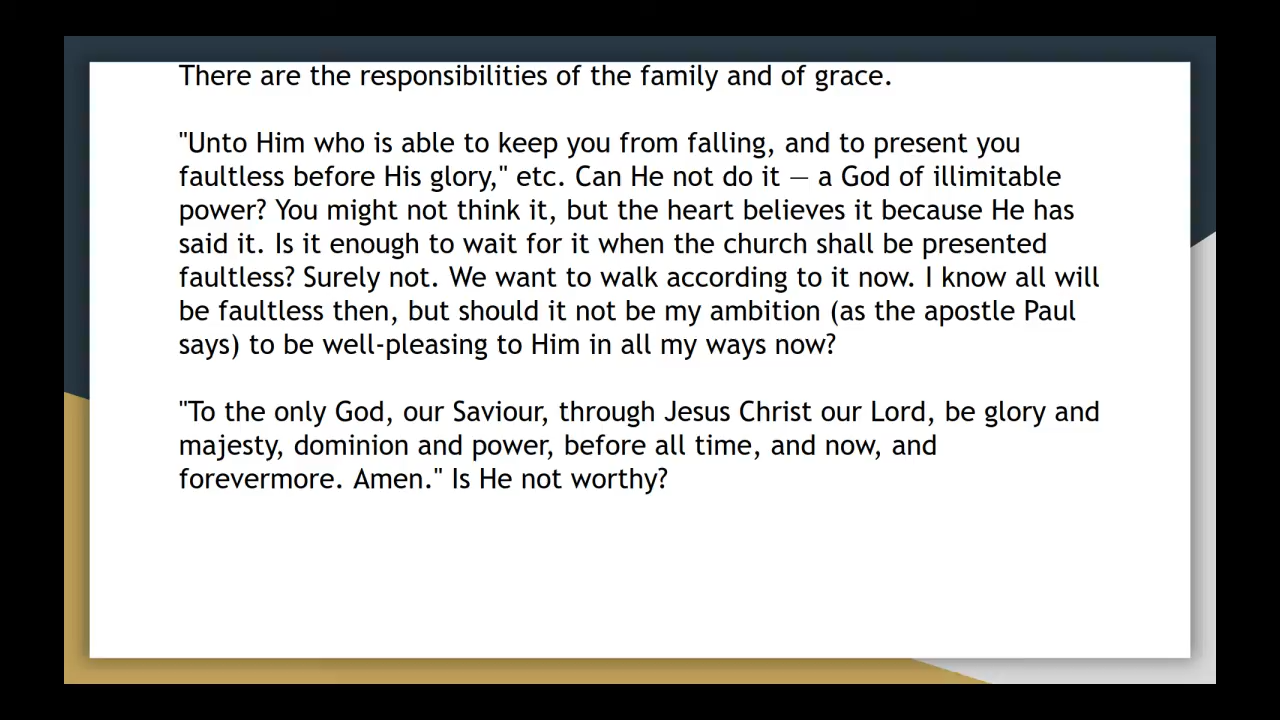 There are the responsibilities of the family and of grace.
"Unto Him who is able to keep you from falling, and to present you
faultless before His glory," etc. Can He not do it — a God of illimitable
power? You might not think it, but the heart believes it because He has
said it. Is it enough to wait for it when the church shall be presented
faultless? Surely not. We want to walk according to it now. I know all will
be faultless then, but should it not be my ambition (as the apostle Paul
says) to be well-pleasing to Him in all my ways now?
"To the only God, our Saviour, through Jesus Christ our Lord, be glory and
majesty, dominion and power, before all time, and now, and
forevermore. Amen." Is He not worthy?